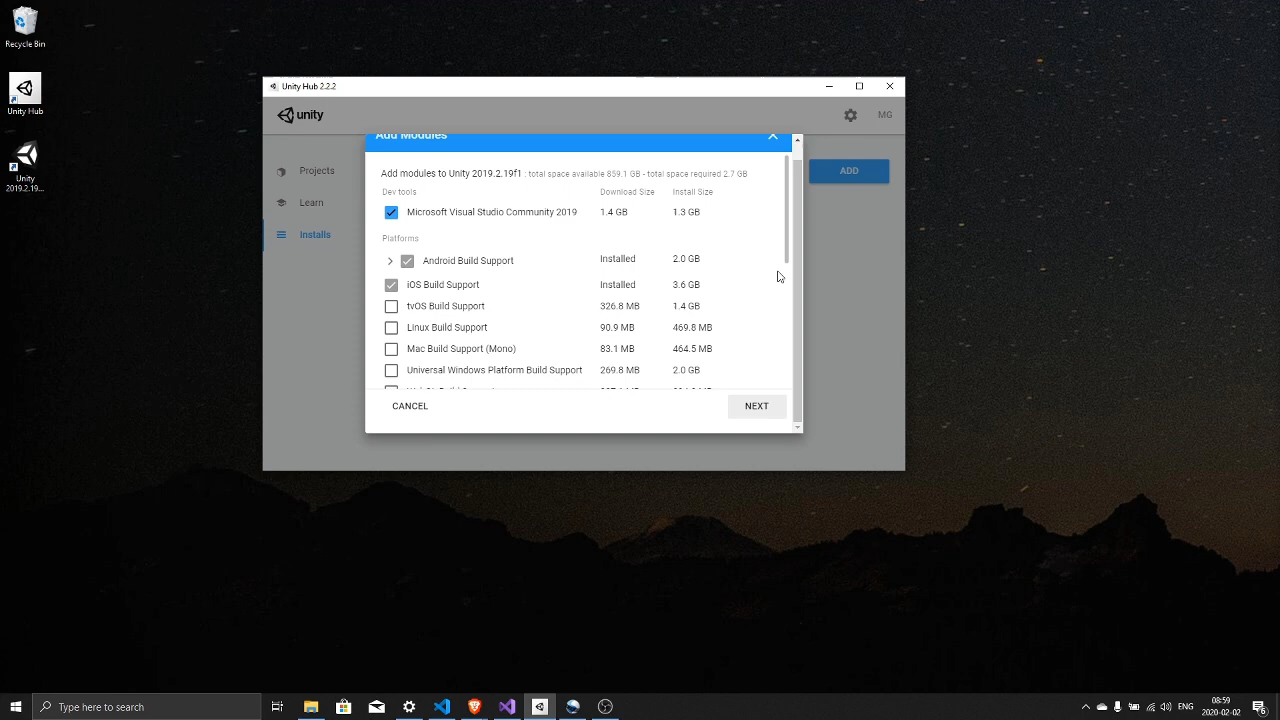 Recycle Bin
Unity Hub
Unity
2019.2.19...
Unity Hub 2.2.2
unity
MG
Projects
Learn
Installs
ADD
Add Modules
Add modules to Unity 2019.2.19f1 : total space available 859.1 GB - total space required 2.7 GB
Dev tools Download Size Install Size
Microsoft Visual Studio Community 2019 1.4 GB 1.3 GB
Platforms
Android Build Support Installed 2.0 GB
iOS Build Support Installed 3.6 GB
tvOS Build Support 326.8 MB 1.4 GB
Linux Build Support 90.9 MB 469.8 MB
Mac Build Support (Mono) 83.1 MB 464.5 MB
Universal Windows Platform Build Support 269.8 MB 2.0 GB
CANCEL NEXT
Type here to search
ENG
08:59
2020-02-02
6